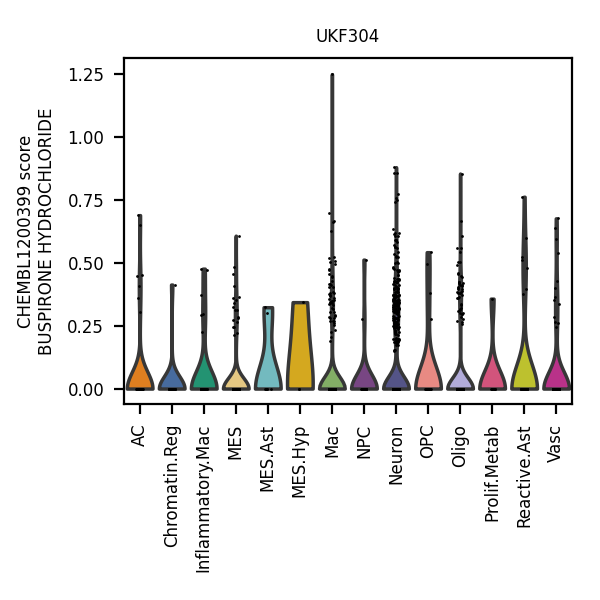 UKF304
CHEMBL1200399 score
BUSPIRONE HYDROCHLORIDE
1.25
1.00
0.75
0.50
0.25
0.00
AC
Chromatin.Reg
Inflammatory.Mac
MES
MES.Ast
MES.Hyp
Mac
NPC
Neuron
OPC
Oligo
Prolif.Metab
Reactive.Ast
Vasc